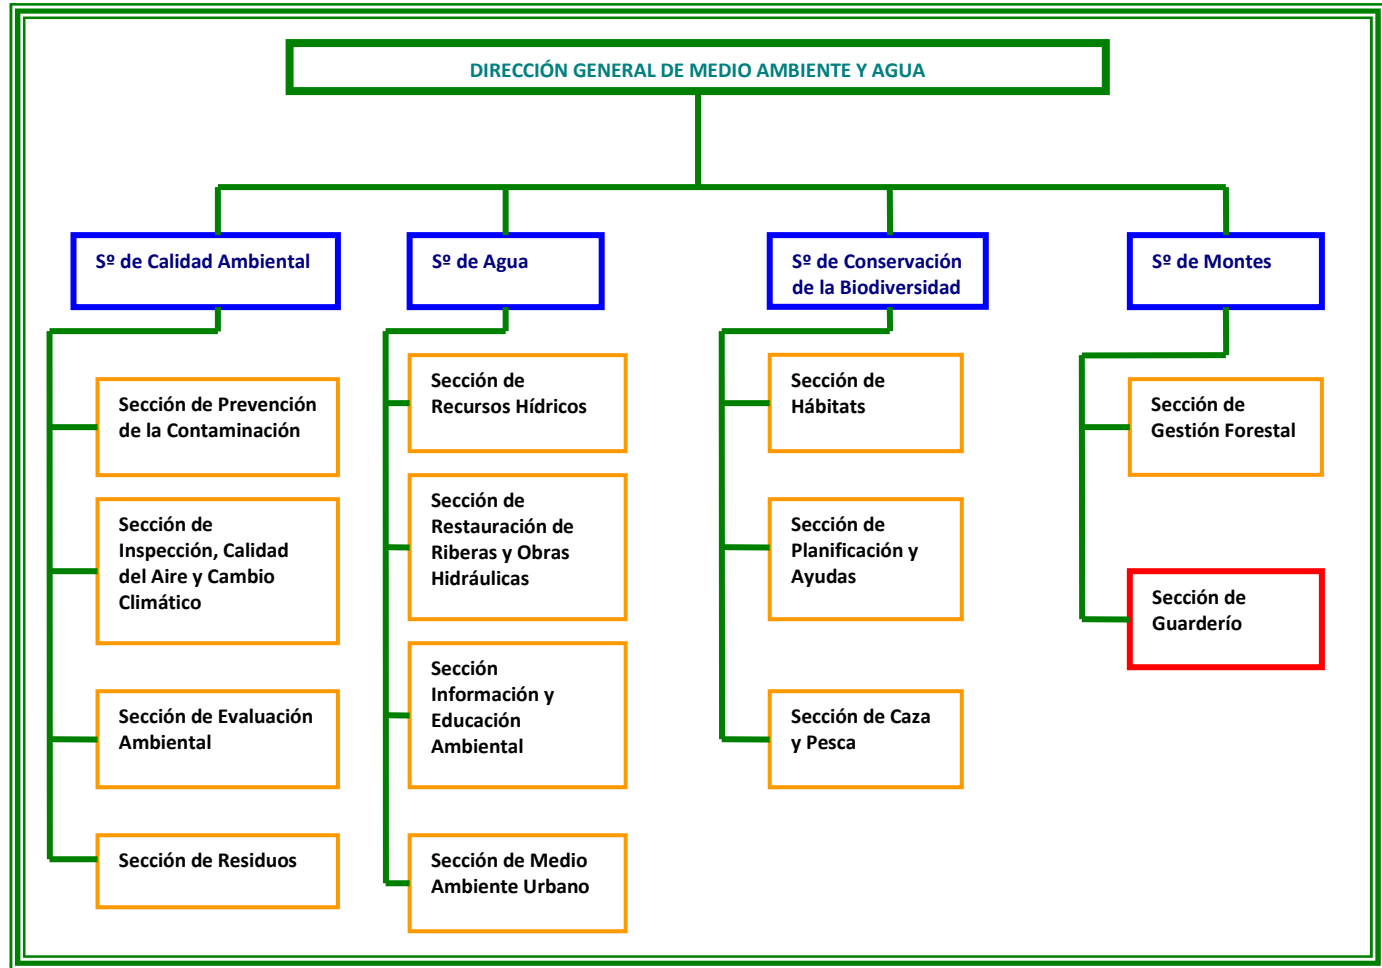 DIRECCIÓN GENERAL DE MEDIO AMBIENTE Y AGUA
Sº de Calidad Ambiental
Sección de Prevención
de la Contaminación
Sección de
Inspección, Calidad
del Aire y Cambio
Climático
Sección de Evaluación
Ambiental
Sección de Residuos
Sº de Agua
Sección de
Recursos Hídricos
Sección de
Restauración de
Riberas y Obras
Hidráulicas
Sección
Información y
Educación
Ambiental
Sección de Medio
Ambiente Urbano
Sº de Conservación
de la Biodiversidad
Sección de
Hábitats
Sección de
Planificación y
Ayudas
Sección de Caza
y Pesca
Sº de Montes
Sección de
Gestión Forestal
Sección de
Guarderío